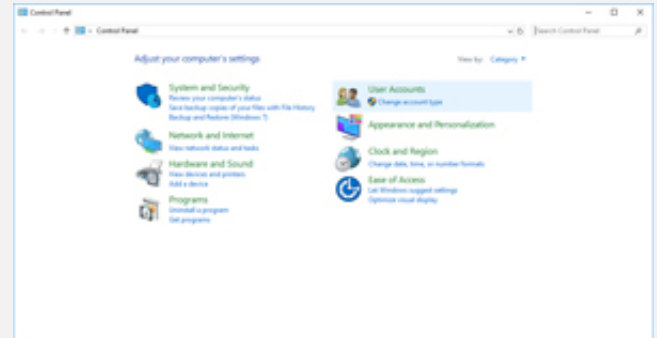 Control Panel
Control Panel
Search Control Panel
Adjust your computer's settings
View by: Category
System and Security
Review your computer's status
Save backup copies of your files with File History
Backup and Restore (Windows 7)
Network and Internet
View network status and tasks
Hardware and Sound
View devices and printers
Add a device
Programs
Uninstall a program
Get programs
User Accounts
Change account type
Appearance and Personalization
Clock and Region
Change date, time, or number formats
Ease of Access
Let Windows suggest settings
Optimize visual display